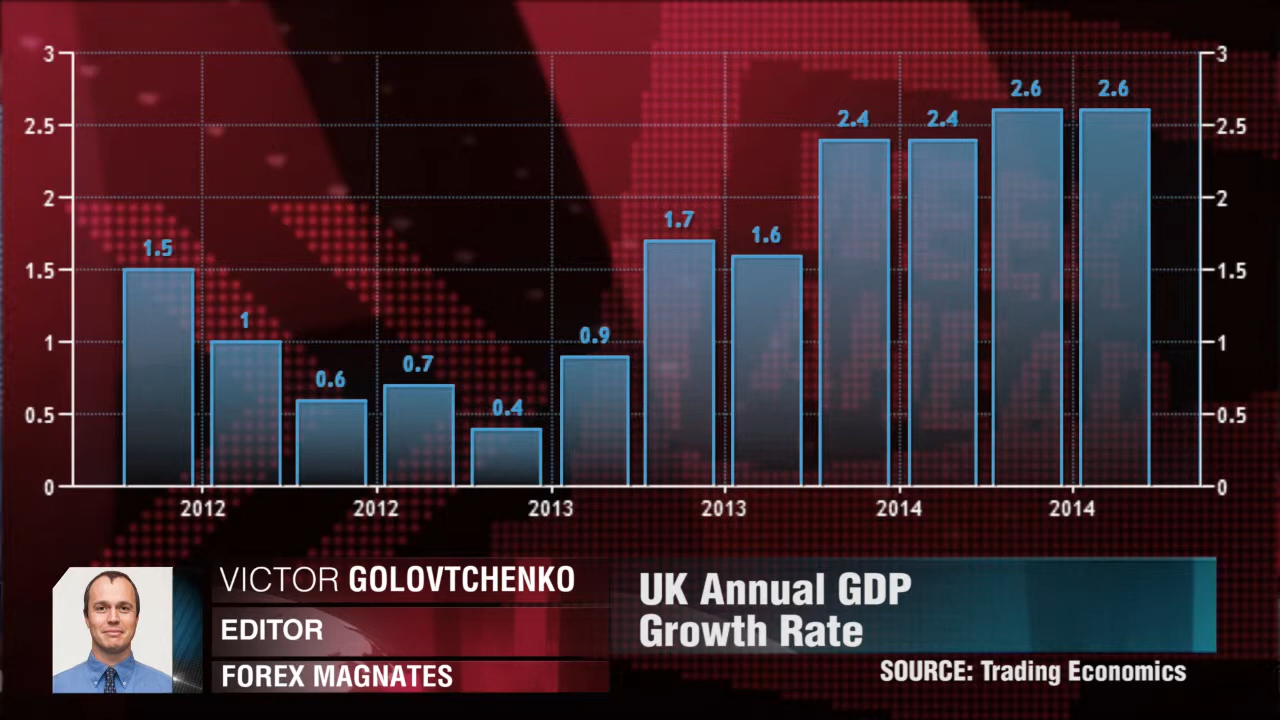 3 3
2.6 2.6
2.4 2.4
2.5 2.5
2 2
1.7
1.6
1.5
1.5 1.5
1
1 1
0.9
0.7
0.6
0.4
0.5 0.5
0 0
2012 2012 2013 2013 2014 2014
VICTOR GOLOVTCHENKO
EDITOR
FOREX MAGNATES
UK Annual GDP
Growth Rate
SOURCE: Trading Economics